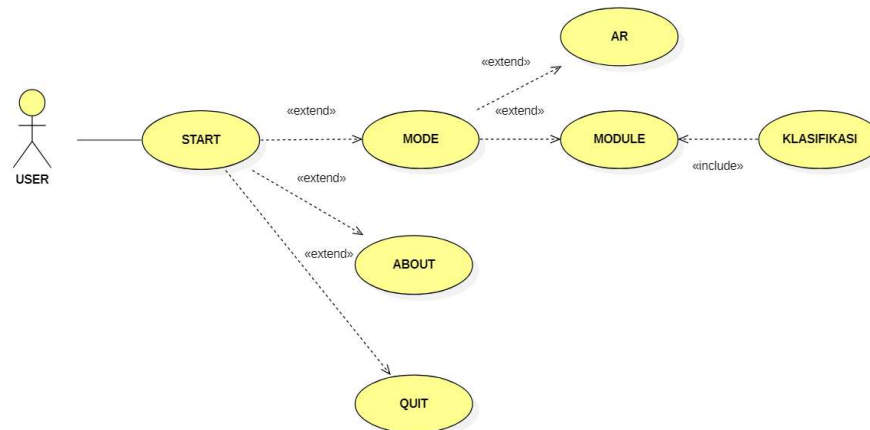 AR
«extend»
«extend»
«extend»
START
MODE
MODULE
KLASIFIKASI
«include»
USER
«extend»
«extend»
ABOUT
QUIT